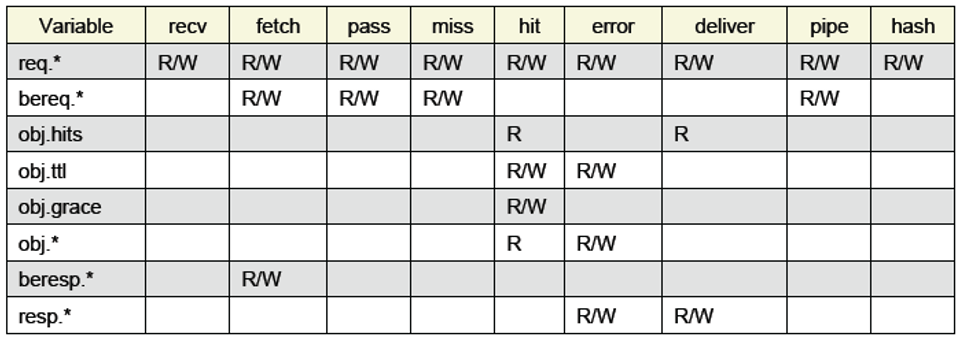 Variable recv fetch pass miss hit error deliver pipe hash
req.* R/W R/W R/W R/W R/W R/W R/W R/W R/W
bereq.* R/W R/W R/W R/W
obj.hits R R
obj.ttl R/W R/W
obj.grace R/W
obj.* R R/W
beresp.* R/W
resp.* R/W R/W